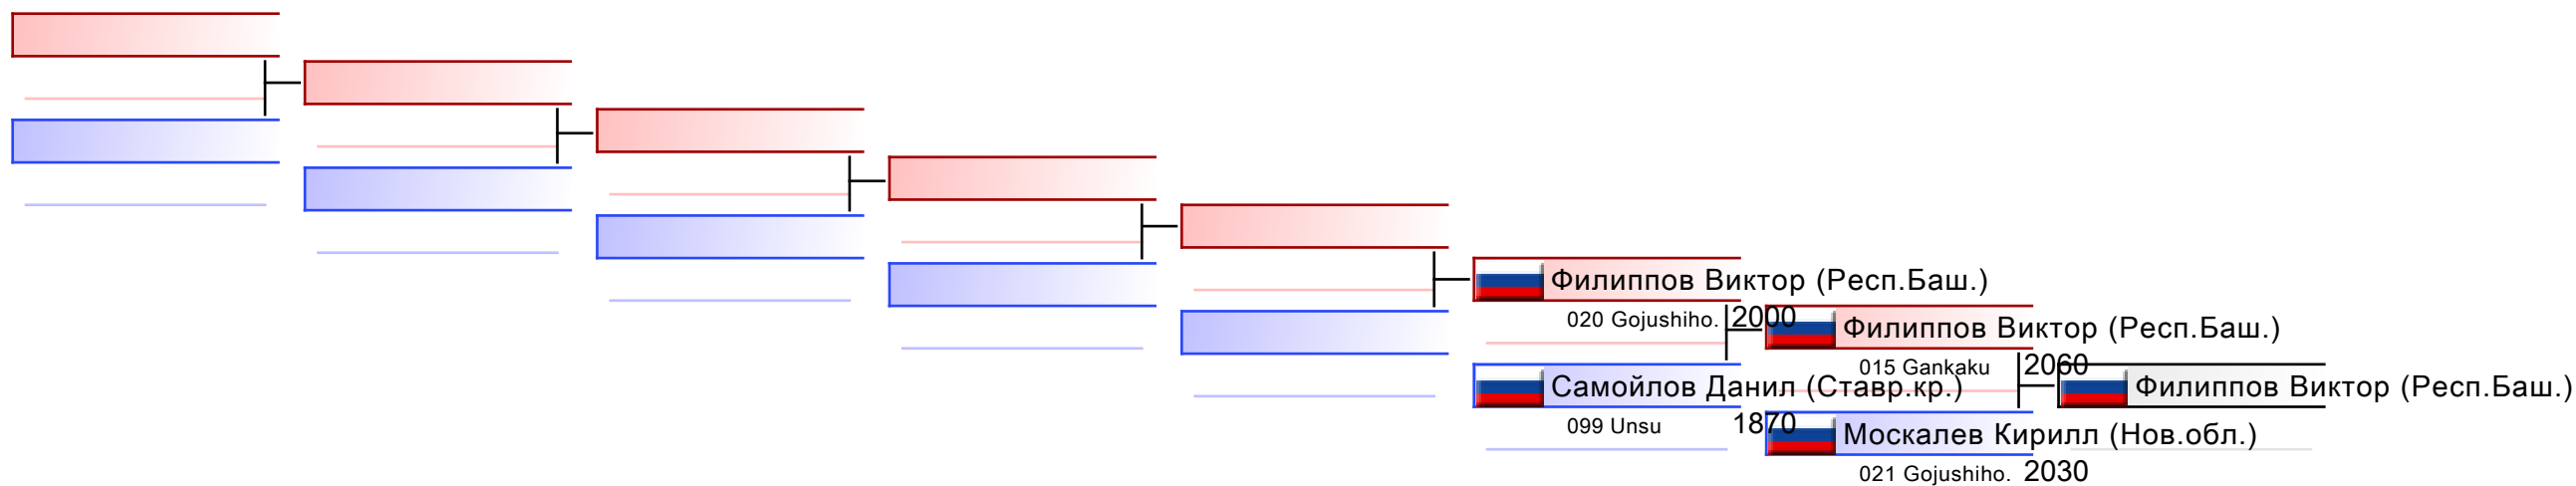 Филиппов Виктор (Респ.Баш.)
020 Gojushiho. 2000
Филиппов Виктор (Респ.Баш.)
015 Gankaku 2060
Самойлов Данил (Ставр.кр.)
Филиппов Виктор (Респ.Баш.)
099 Unsu 1870
Москалев Кирилл (Нов.обл.)
021 Gojushiho. 2030